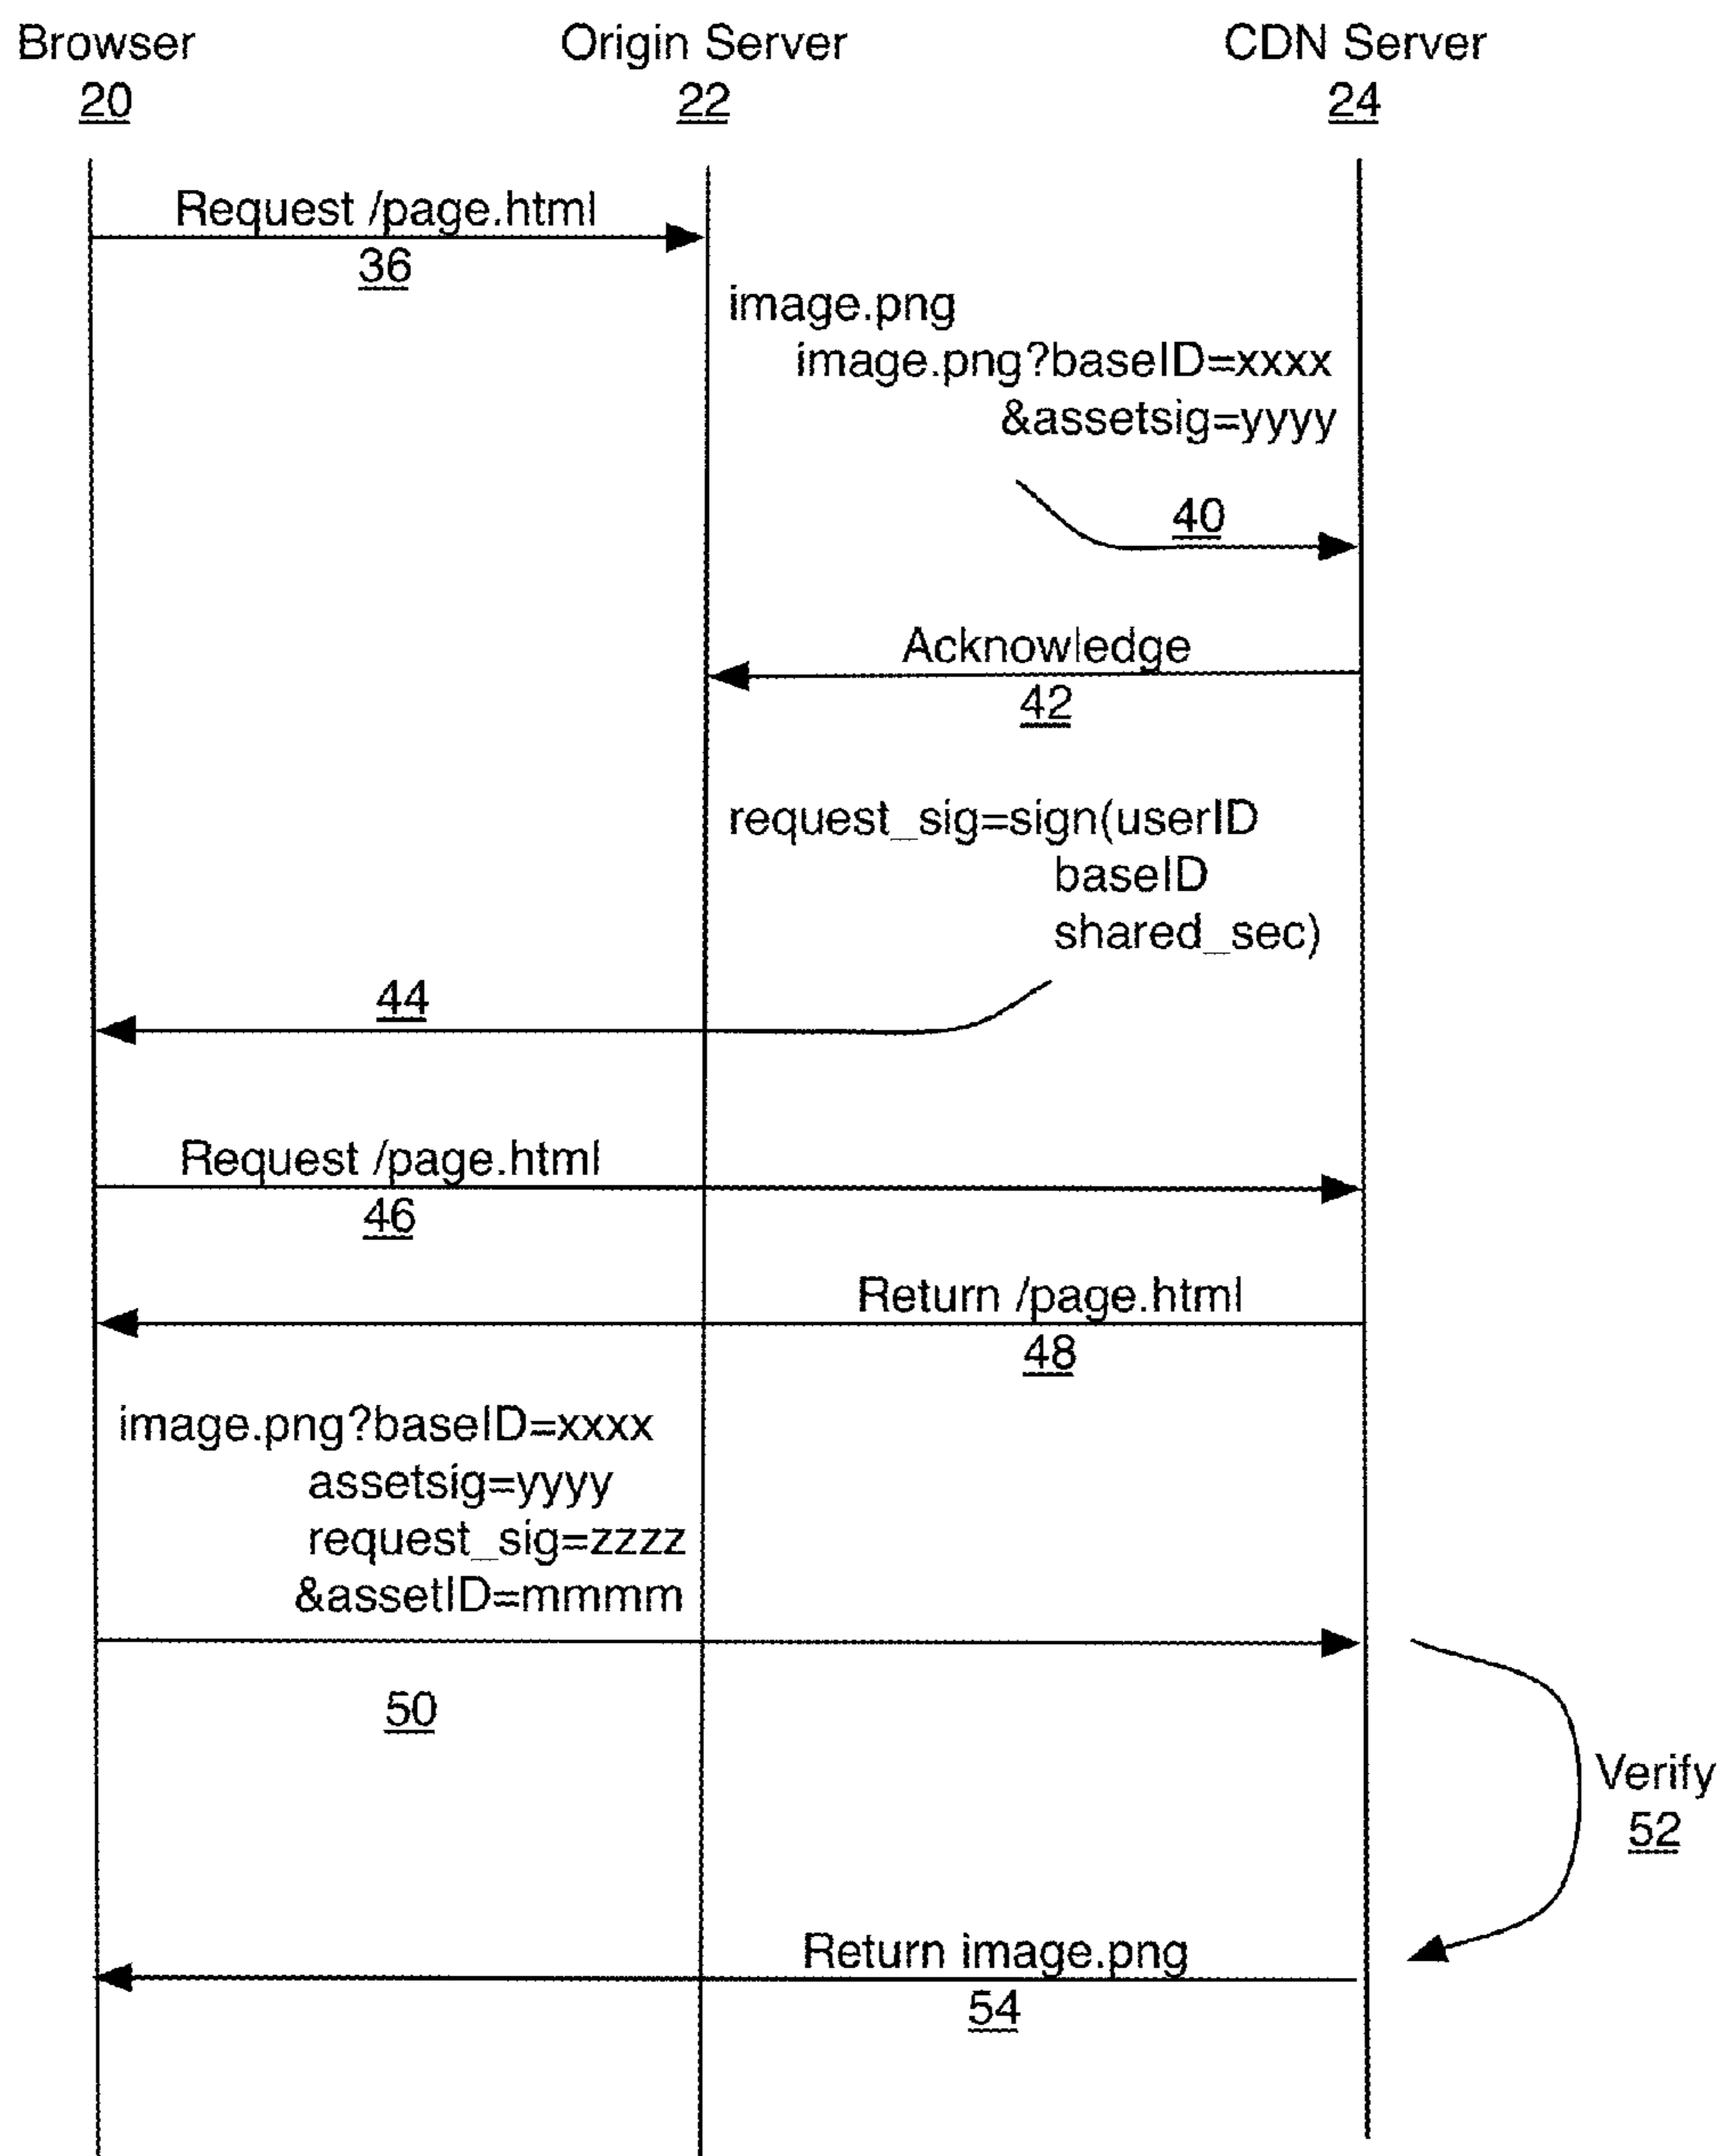 Browser
20
Origin Server
22
CDN Server
24
Request /page.html
36
image.png
image.png?baseID=xxxx
&assetsig=yyyy
40
Acknowledge
42
request_sig=sign(userID
baseID
shared_sec)
44
Request /page.html
46
Return /page.html
48
image.png?baseID=xxxx
assetsig=yyyy
request_sig=zzzz
&assetID=mmmm
50
Verify
52
Return image.png
54